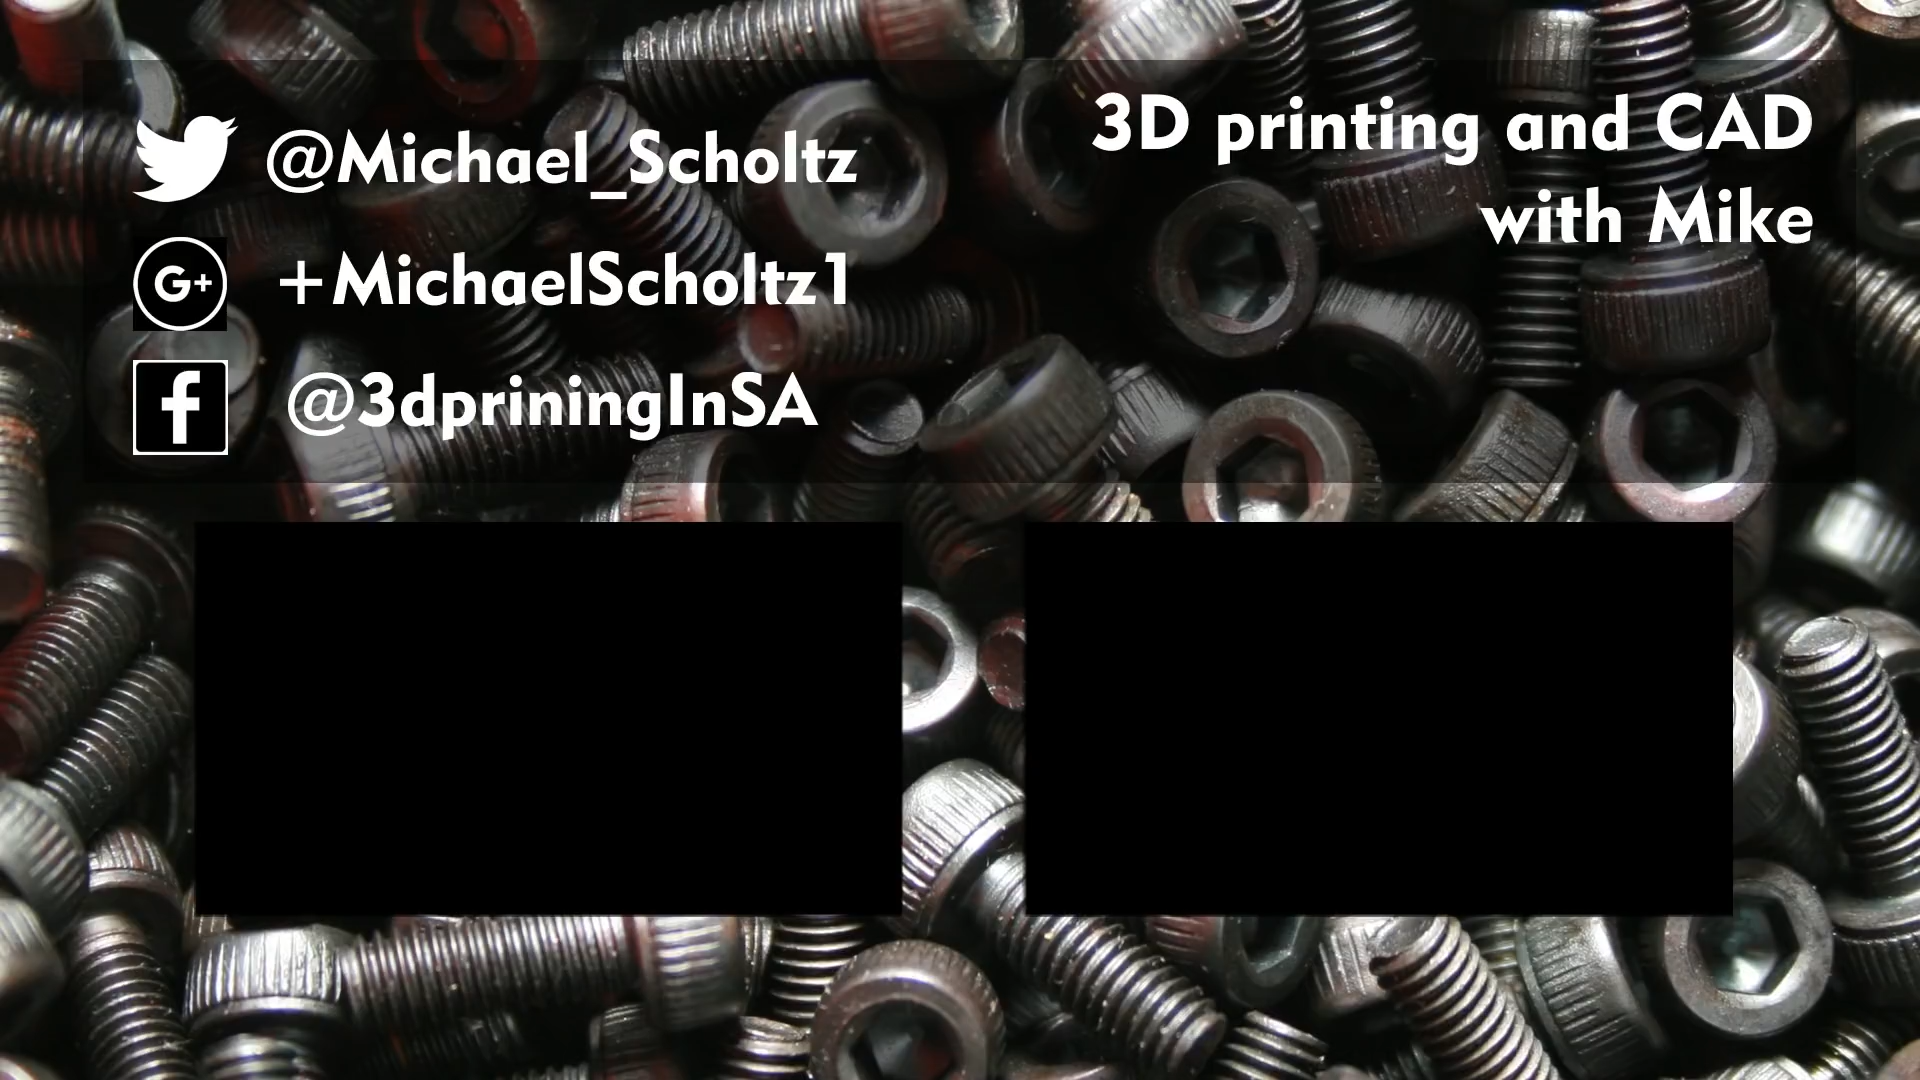 @Michael_Scholtz
+MichaelScholtz1
@3dpriningInSA
3D printing and CAD
with Mike
G+
f